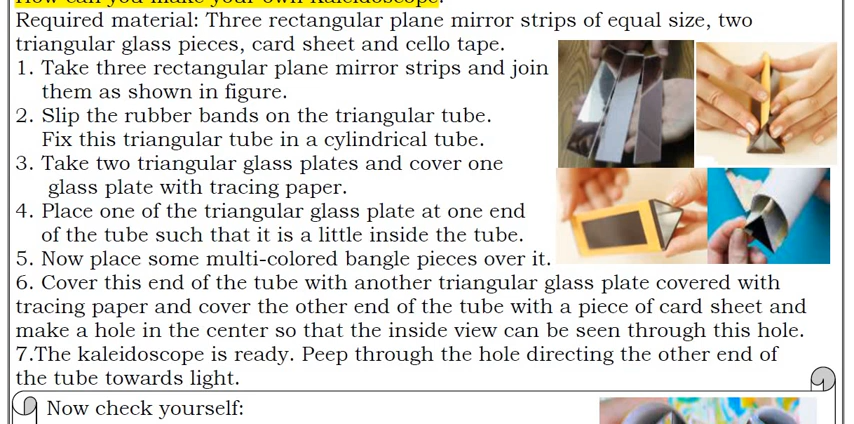 How can you make your own Kaleidoscope?
Required material: Three rectangular plane mirror strips of equal size, two
triangular glass pieces, card sheet and cello tape.
1. Take three rectangular plane mirror strips and join
them as shown in figure.
2. Slip the rubber bands on the triangular tube.
Fix this triangular tube in a cylindrical tube.
3. Take two triangular glass plates and cover one
glass plate with tracing paper.
4. Place one of the triangular glass plate at one end
of the tube such that it is a little inside the tube.
5. Now place some multi-colored bangle pieces over it.
6. Cover this end of the tube with another triangular glass plate covered with
tracing paper and cover the other end of the tube with a piece of card sheet and
make a hole in the center so that the inside view can be seen through this hole.
7.The kaleidoscope is ready. Peep through the hole directing the other end of
the tube towards light.
Now check yourself: